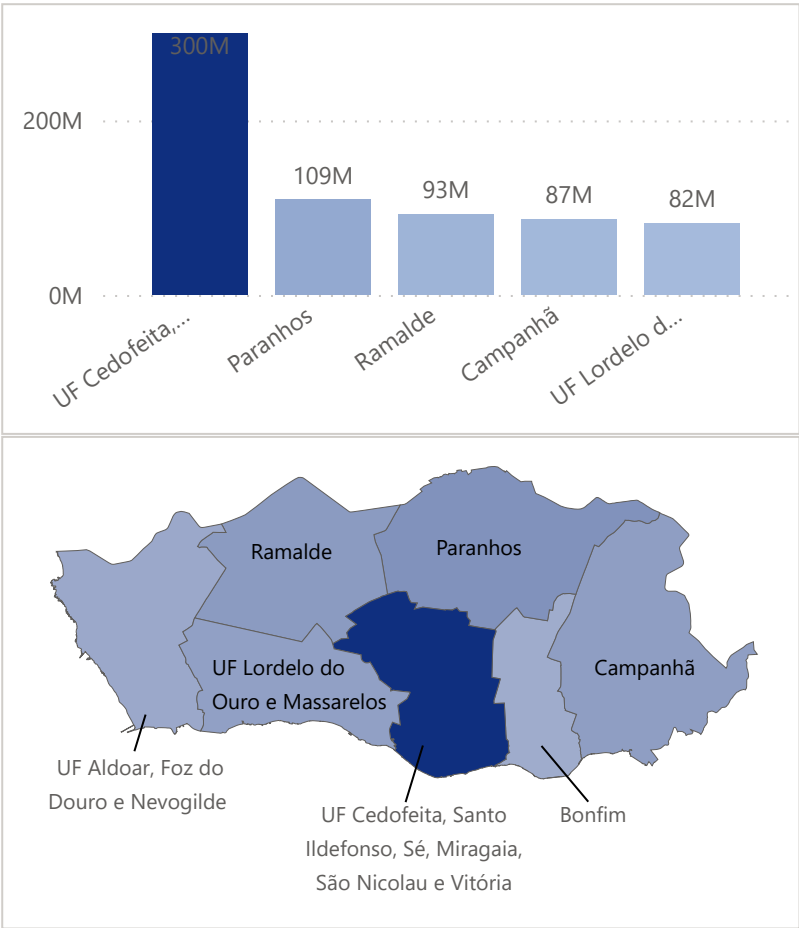 300M
200M
109M
93M
87M
82M
0M
UF Cedofeita,...
Paranhos
Ramalde
Campanhã
UF Lordelo d...
Ramalde
Paranhos
UF Lordelo do
Ouro e Massarelos
Campanhã
UF Aldoar, Foz do
Douro e Nevogilde
UF Cedofeita, Santo
Ildefonso, Sé, Miragaia,
São Nicolau e Vitória
Bonfim